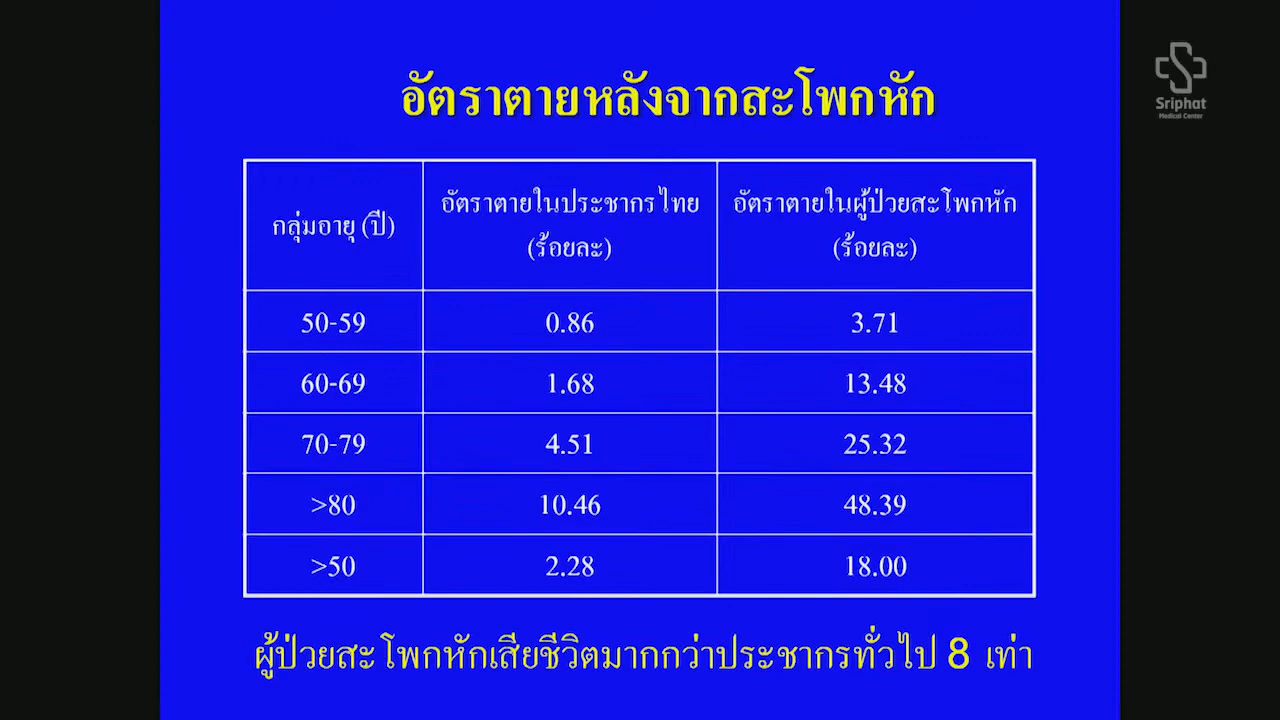 Sriphat
Medical Center
อัตราตายหลังจากสะโพกหัก
กลุ่มอายุ (ปี)
อัตราตายในประชากรไทย
(ร้อยละ)
อัตราตายในผู้ป่วยสะโพกหัก
(ร้อยละ)
50-59 0.86 3.71
60-69 1.68 13.48
70-79 4.51 25.32
>80 10.46 48.39
>50 2.28 18.00
ผู้ป่วยสะโพกหักเสียชีวิตมากกว่าประชากรทั่วไป 8 เท่า